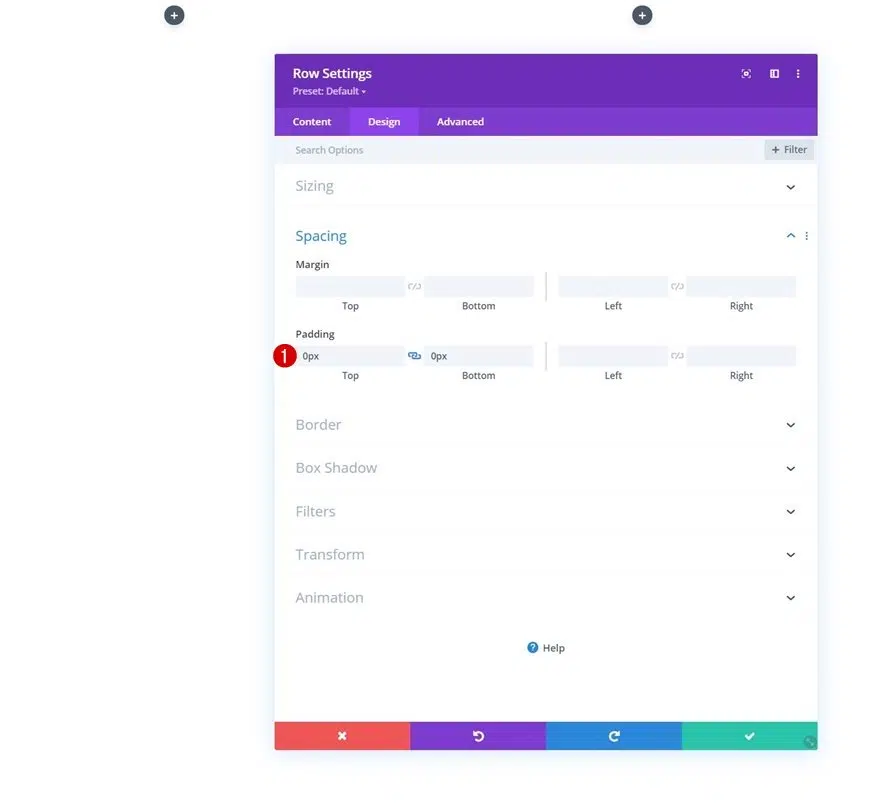 Row Settings
Preset: Default
Content Design Advanced
Search Options + Filter
Sizing
Spacing
Margin
Top Bottom Left Right
Padding
1 0px 0px
Top Bottom Left Right
Border
Box Shadow
Filters
Transform
Animation
? Help